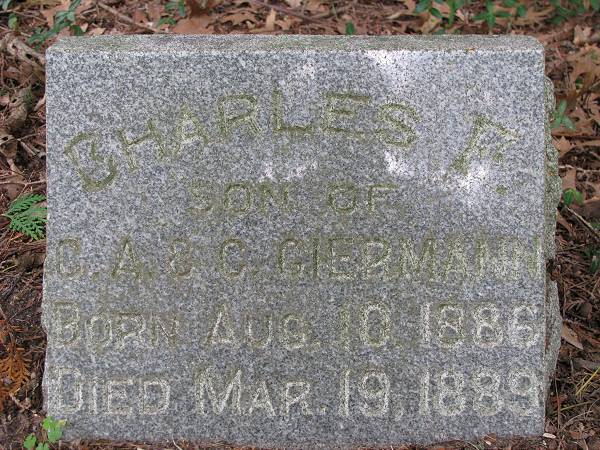 CHARLES F.
SON OF
C. A. & C. GIERMANN
BORN AUG. 10, 1886
DIED MAR. 19, 1889